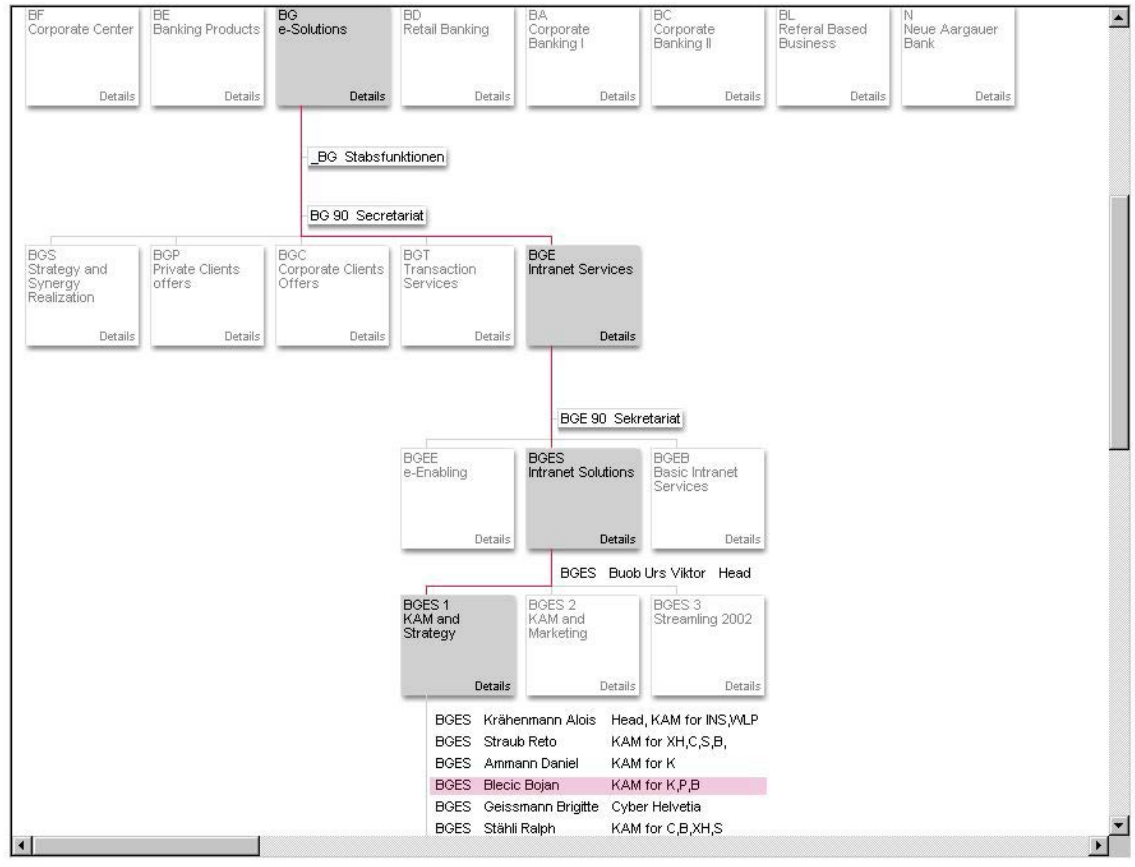 BF
Corporate Center
Details
BE
Banking Products
Details
BG
e-Solutions
Details
BD
Retail Banking
Details
BA
Corporate
Banking I
Details
BC
Corporate
Banking II
Details
BL
Referal Based
Business
Details
N
Neue Aargauer
Bank
Details
_BG Stabsfunktionen
BG 90 Secretariat
BGS
Strategy and
Synergy
Realization
Details
BGP
Private Clients
offers
Details
BGC
Corporate Clients
Offers
Details
BGT
Transaction
Services
Details
BGE
Intranet Services
Details
BGE 90 Sekretariat
BGEE
e-Enabling
Details
BGES
Intranet Solutions
Details
BGEB
Basic Intranet
Services
Details
BGES Buob Urs Viktor Head
BGES 1
KAM and
Strategy
Details
BGES 2
KAM and
Marketing
Details
BGES 3
Streamling 2002
Details
BGES Krähenmann Alois Head, KAM for INS,WLP
BGES Straub Reto KAM for XH,C,S,B,
BGES Ammann Daniel KAM for K
BGES Blecic Bojan KAM for K,P,B
BGES Geissmann Brigitte Cyber Helvetia
BGES Stähli Ralph KAM for C,B,XH,S